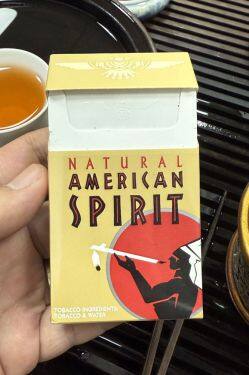 NATURAL
AMERICAN
SPIRIT
TOBACCO INGREDIENTS:
TOBACCO & WATER